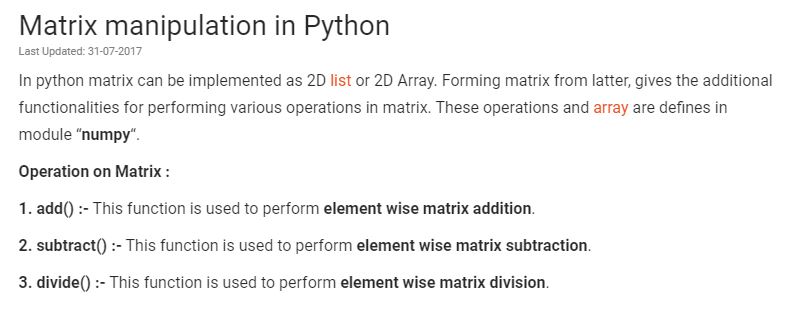 Matrix manipulation in Python
Last Updated: 31-07-2017
In python matrix can be implemented as 2D list or 2D Array. Forming matrix from latter, gives the additional
functionalities for performing various operations in matrix. These operations and array are defines in
module “numpy“.
Operation on Matrix :
1. add() :- This function is used to perform element wise matrix addition.
2. subtract() :- This function is used to perform element wise matrix subtraction.
3. divide() :- This function is used to perform element wise matrix division.